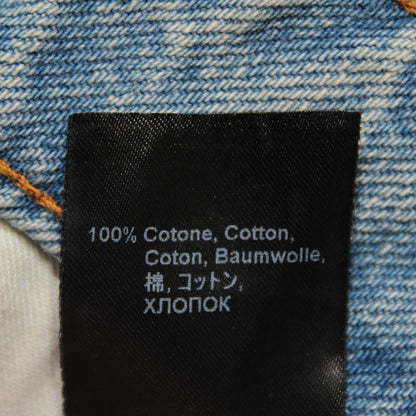 100% Cotone, Cotton,
Coton, Baumwolle,
棉, コットン,
ХЛОПОК